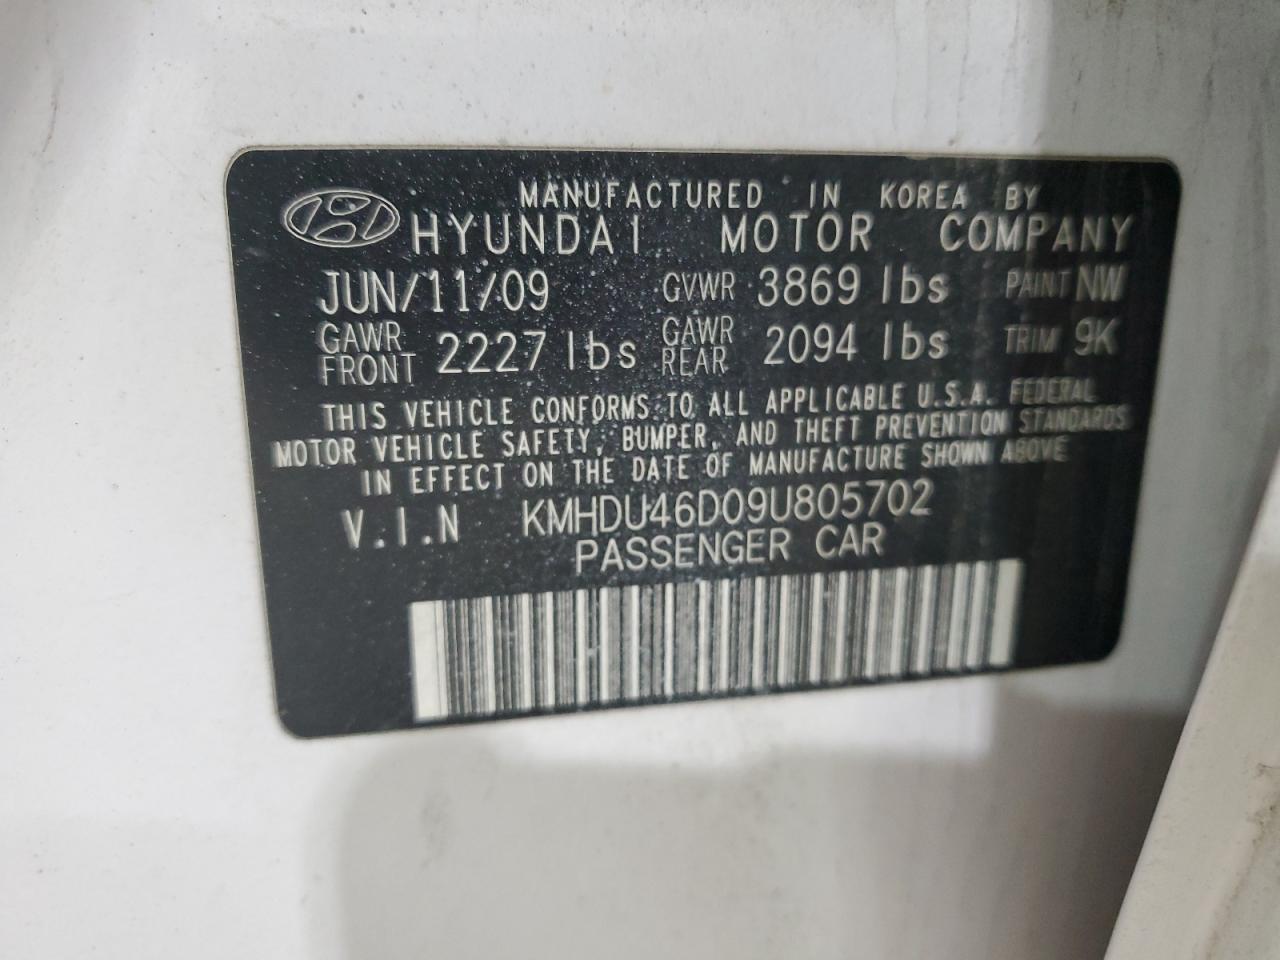 MANUFACTURED IN KOREA BY
HYUNDAI MOTOR COMPANY
JUN/11/09 GVWR 3869 lbs PAINT NW
GAWR FRONT 2227 lbs GAWR REAR 2094 lbs TRIM 9K
THIS VEHICLE CONFORMS TO ALL APPLICABLE U.S.A. FEDERAL
MOTOR VEHICLE SAFETY, BUMPER, AND THEFT PREVENTION STANDARDS
IN EFFECT ON THE DATE OF MANUFACTURE SHOWN ABOVE
V.I.N KMHDU46D09U805702
PASSENGER CAR